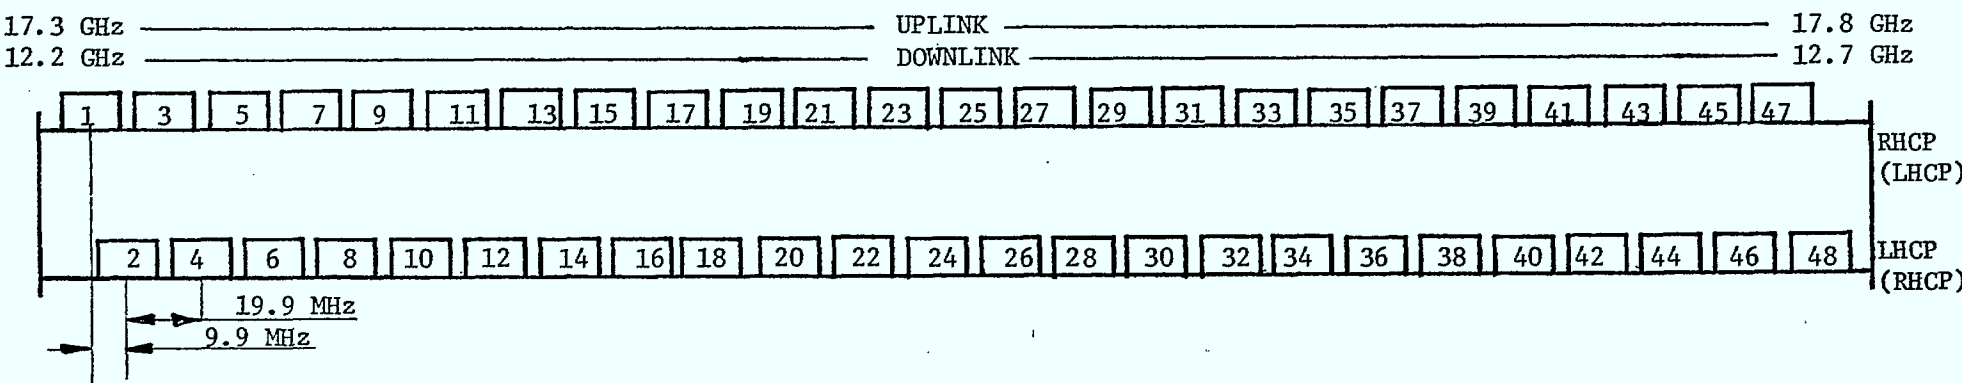 17.3 GHz UPLINK 17.8 GHz
12.2 GHz DOWNLINK 12.7 GHz
1 3 5 7 9 11 13 15 17 19 21 23 25 27 29 31 33 35 37 39 41 43 45 47
RHCP
(LHCP)
2 4 6 8 10 12 14 16 18 20 22 24 26 28 30 32 34 36 38 40 42 44 46 48
LHCP
(RHCP)
19.9 MHz
9.9 MHz